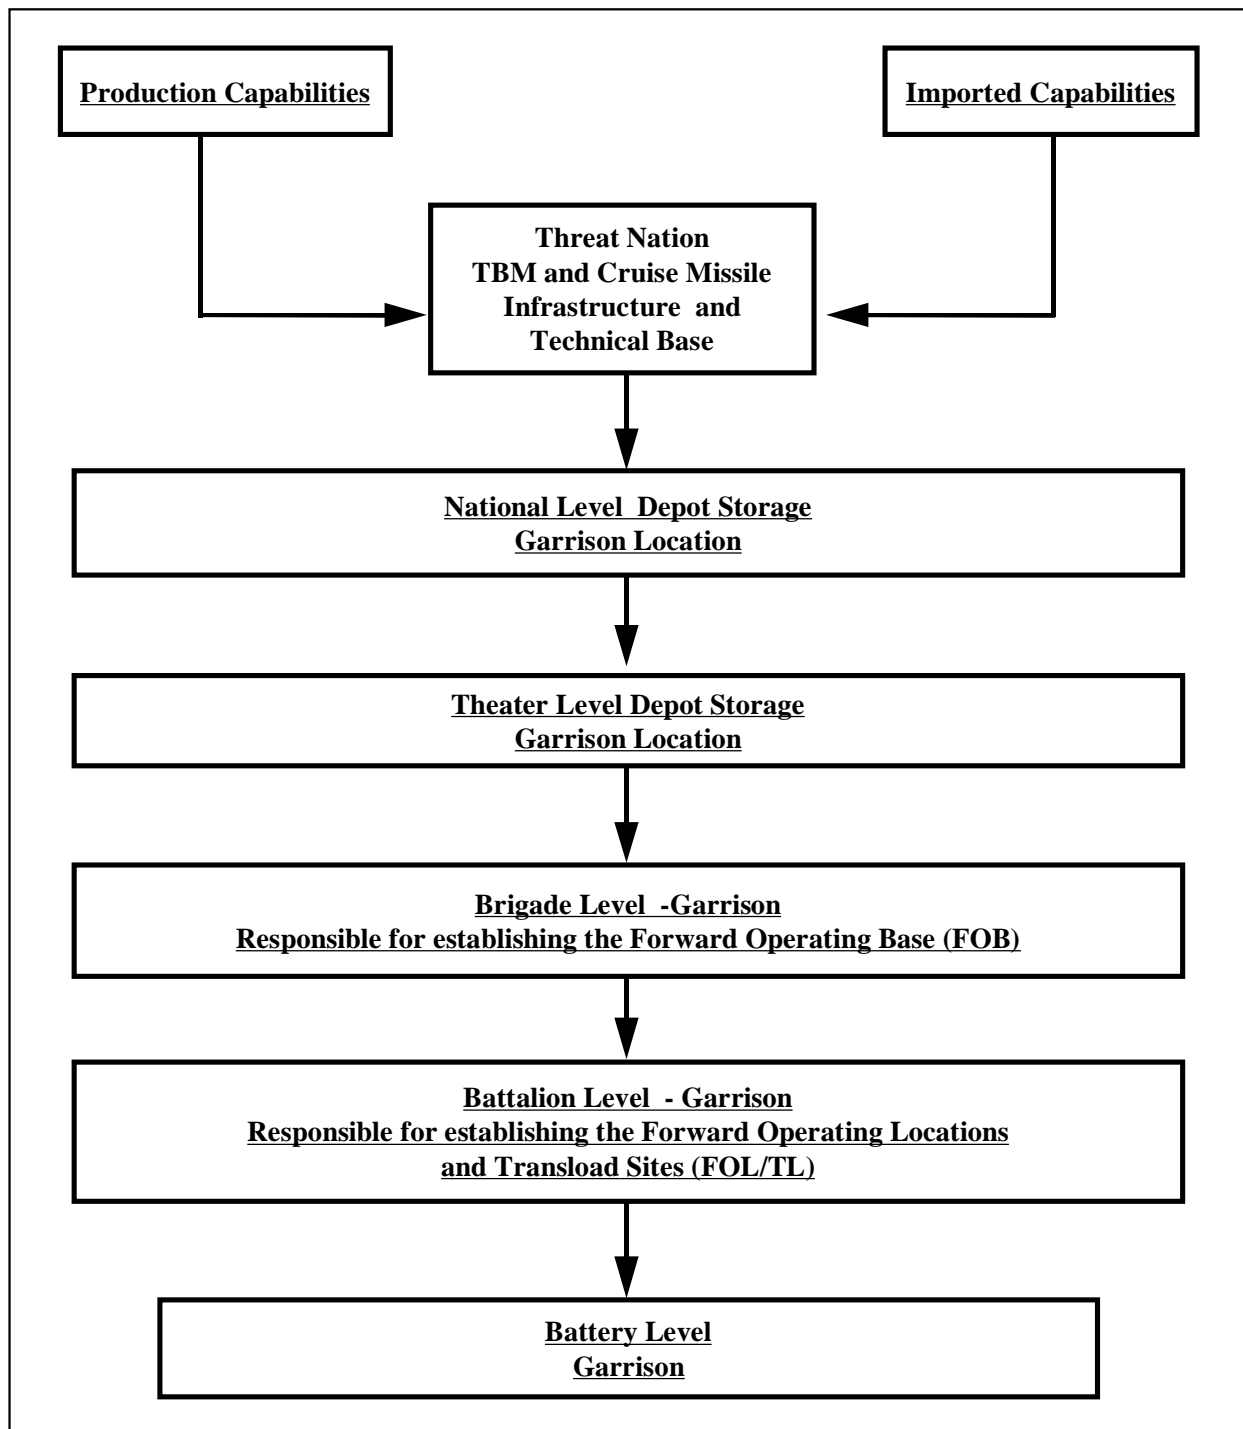 Production Capabilities
Imported Capabilities
Threat Nation
TBM and Cruise Missile
Infrastructure  and
Technical Base
National Level  Depot Storage
Garrison Location
Theater Level Depot Storage
Garrison Location
Brigade Level  -Garrison
Responsible for establishing the Forward Operating Base (FOB)
Battalion Level  - Garrison
Responsible for establishing the Forward Operating Locations
and Transload Sites (FOL/TL)
Battery Level
Garrison